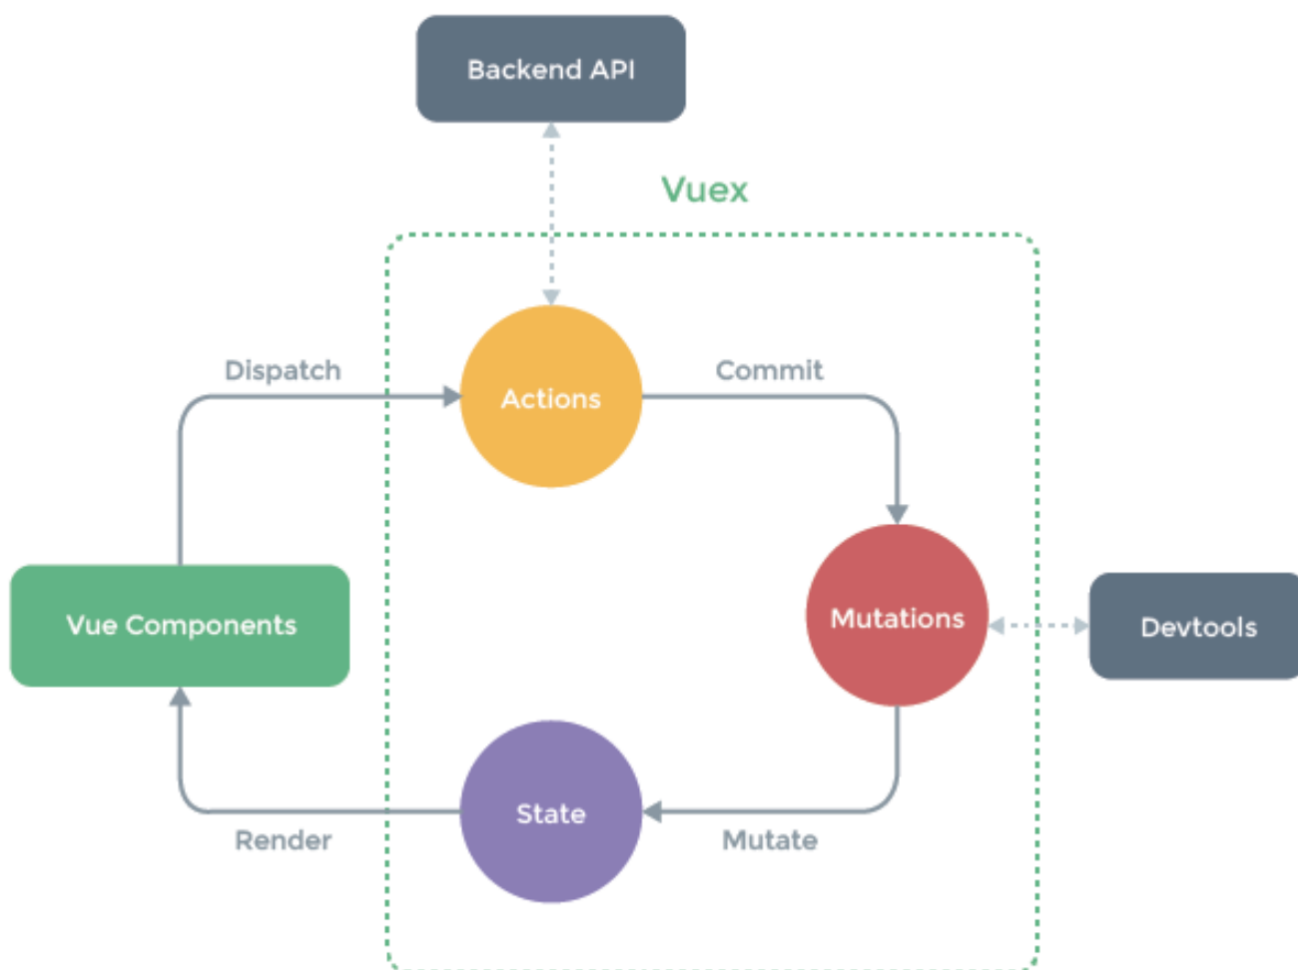 Backend API
Vuex
Dispatch
Commit
Actions
Vue Components
Mutations
Devtools
State
Render
Mutate